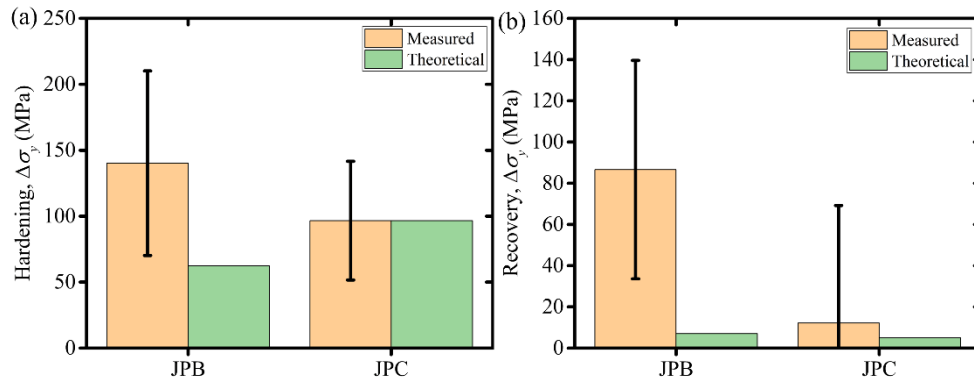 (a)
250
200
150
100
50
0
Hardening, Δσy (MPa)
Measured
Theoretical
JPB
JPC
(b)
160
140
120
100
80
60
40
20
0
Recovery, Δσy (MPa)
Measured
Theoretical
JPB
JPC